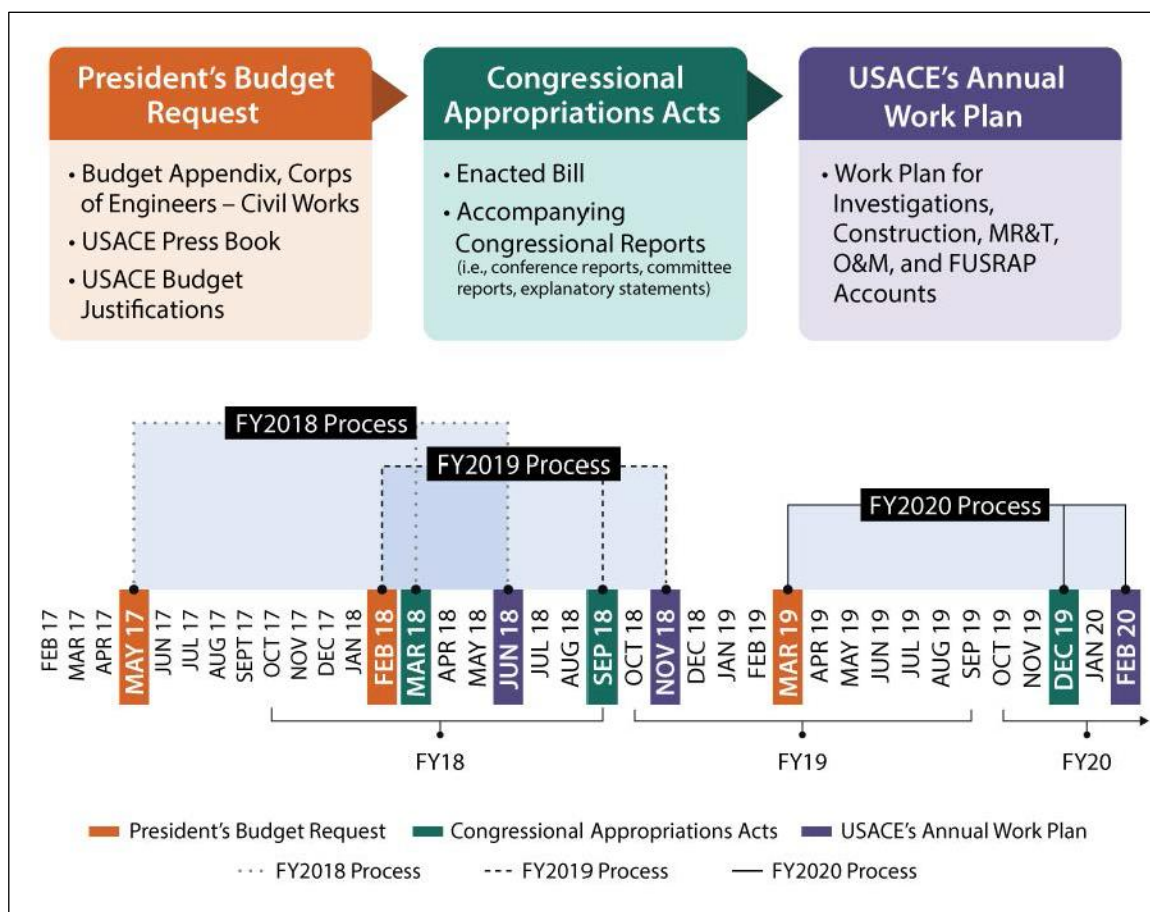 President's Budget
Request
• Budget Appendix, Corps
of Engineers – Civil Works
• USACE Press Book
• USACE Budget
Justifications
Congressional
Appropriations Acts
• Enacted Bill
• Accompanying
Congressional Reports
(i.e., conference reports, committee
reports, explanatory statements)
USACE's Annual
Work Plan
• Work Plan for
Investigations,
Construction, MR&T,
O&M, and FUSRAP
Accounts
FY2018 Process
FY2019 Process
FY2020 Process
FEB 17
MAR 17
APR 17
MAY 17
JUN 17
JUL 17
AUG 17
SEPT 17
OCT 17
NOV 17
DEC 17
JAN 18
FEB 18
MAR 18
APR 18
MAY 18
JUN 18
JUL 18
AUG 18
SEP 18
OCT 18
NOV 18
DEC 18
JAN 19
FEB 19
MAR 19
APR 19
MAY 19
JUN 19
JUL 19
AUG 19
SEP 19
OCT 19
NOV 19
DEC 19
JAN 20
FEB 20
FY18
FY19
FY20
President's Budget Request
Congressional Appropriations Acts
USACE's Annual Work Plan
FY2018 Process
FY2019 Process
FY2020 Process